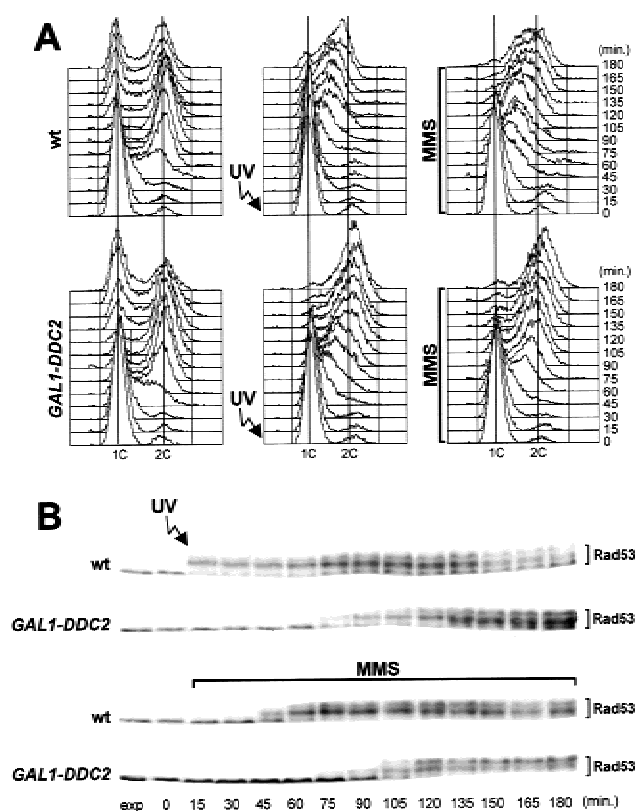 A
(min.)
180
165
150
135
120
105
90
75
60
45
30
15
0
wt
UV
MMS
(min.)
180
165
150
135
120
105
90
75
60
45
30
15
0
GAL1-DDC2
UV
MMS
1C 2C 1C 2C 1C 2C
B
UV
wt
Rad53
GAL1-DDC2
Rad53
MMS
wt
Rad53
GAL1-DDC2
Rad53
exp 0 15 30 45 60 75 90 105 120 135 150 165 180 (min.)